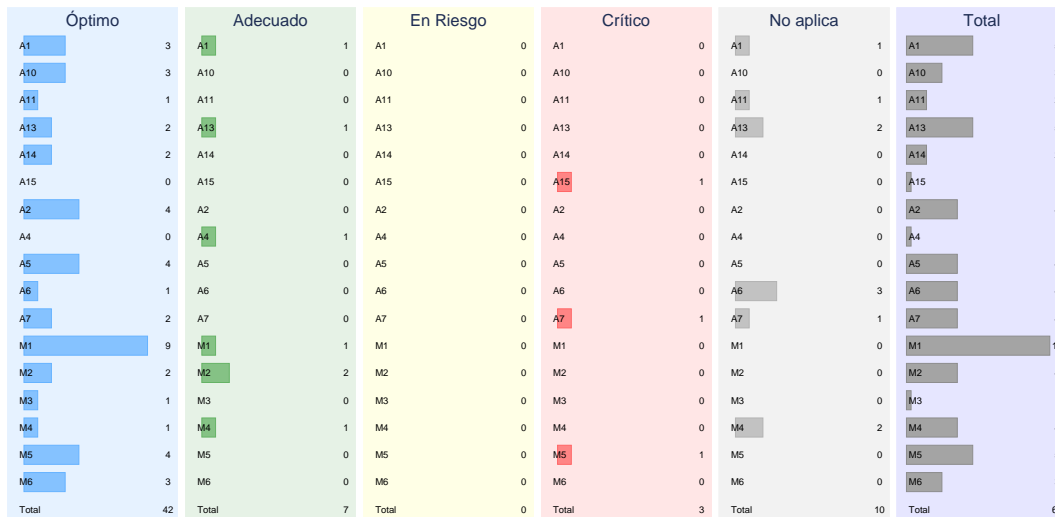 Óptimo Adecuado En Riesgo Crítico No aplica Total
A1 3 A1 1 A1 0 A1 0 A1 1 A1
A10 3 A10 0 A10 0 A10 0 A10 0 A10
A11 1 A11 0 A11 0 A11 0 A11 1 A11
A13 2 A13 1 A13 0 A13 0 A13 2 A13
A14 2 A14 0 A14 0 A14 0 A14 0 A14
A15 0 A15 0 A15 0 A15 1 A15 0 A15
A2 4 A2 0 A2 0 A2 0 A2 0 A2
A4 0 A4 1 A4 0 A4 0 A4 0 A4
A5 4 A5 0 A5 0 A5 0 A5 0 A5
A6 1 A6 0 A6 0 A6 0 A6 3 A6
A7 2 A7 0 A7 0 A7 1 A7 1 A7
M1 9 M1 1 M1 0 M1 0 M1 0 M1
M2 2 M2 2 M2 0 M2 0 M2 0 M2
M3 1 M3 0 M3 0 M3 0 M3 0 M3
M4 1 M4 1 M4 0 M4 0 M4 2 M4
M5 4 M5 0 M5 0 M5 1 M5 0 M5
M6 3 M6 0 M6 0 M6 0 M6 0 M6
Total 42 Total 7 Total 0 Total 3 Total 10 Total